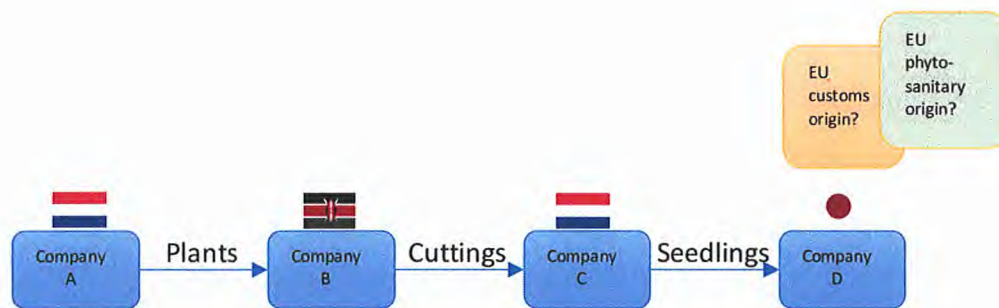 EU
customs
origin?
EU
phyto-
sanitary
origin?
Company
A
Plants
Company
B
Cuttings
Company
C
Seedlings
Company
D